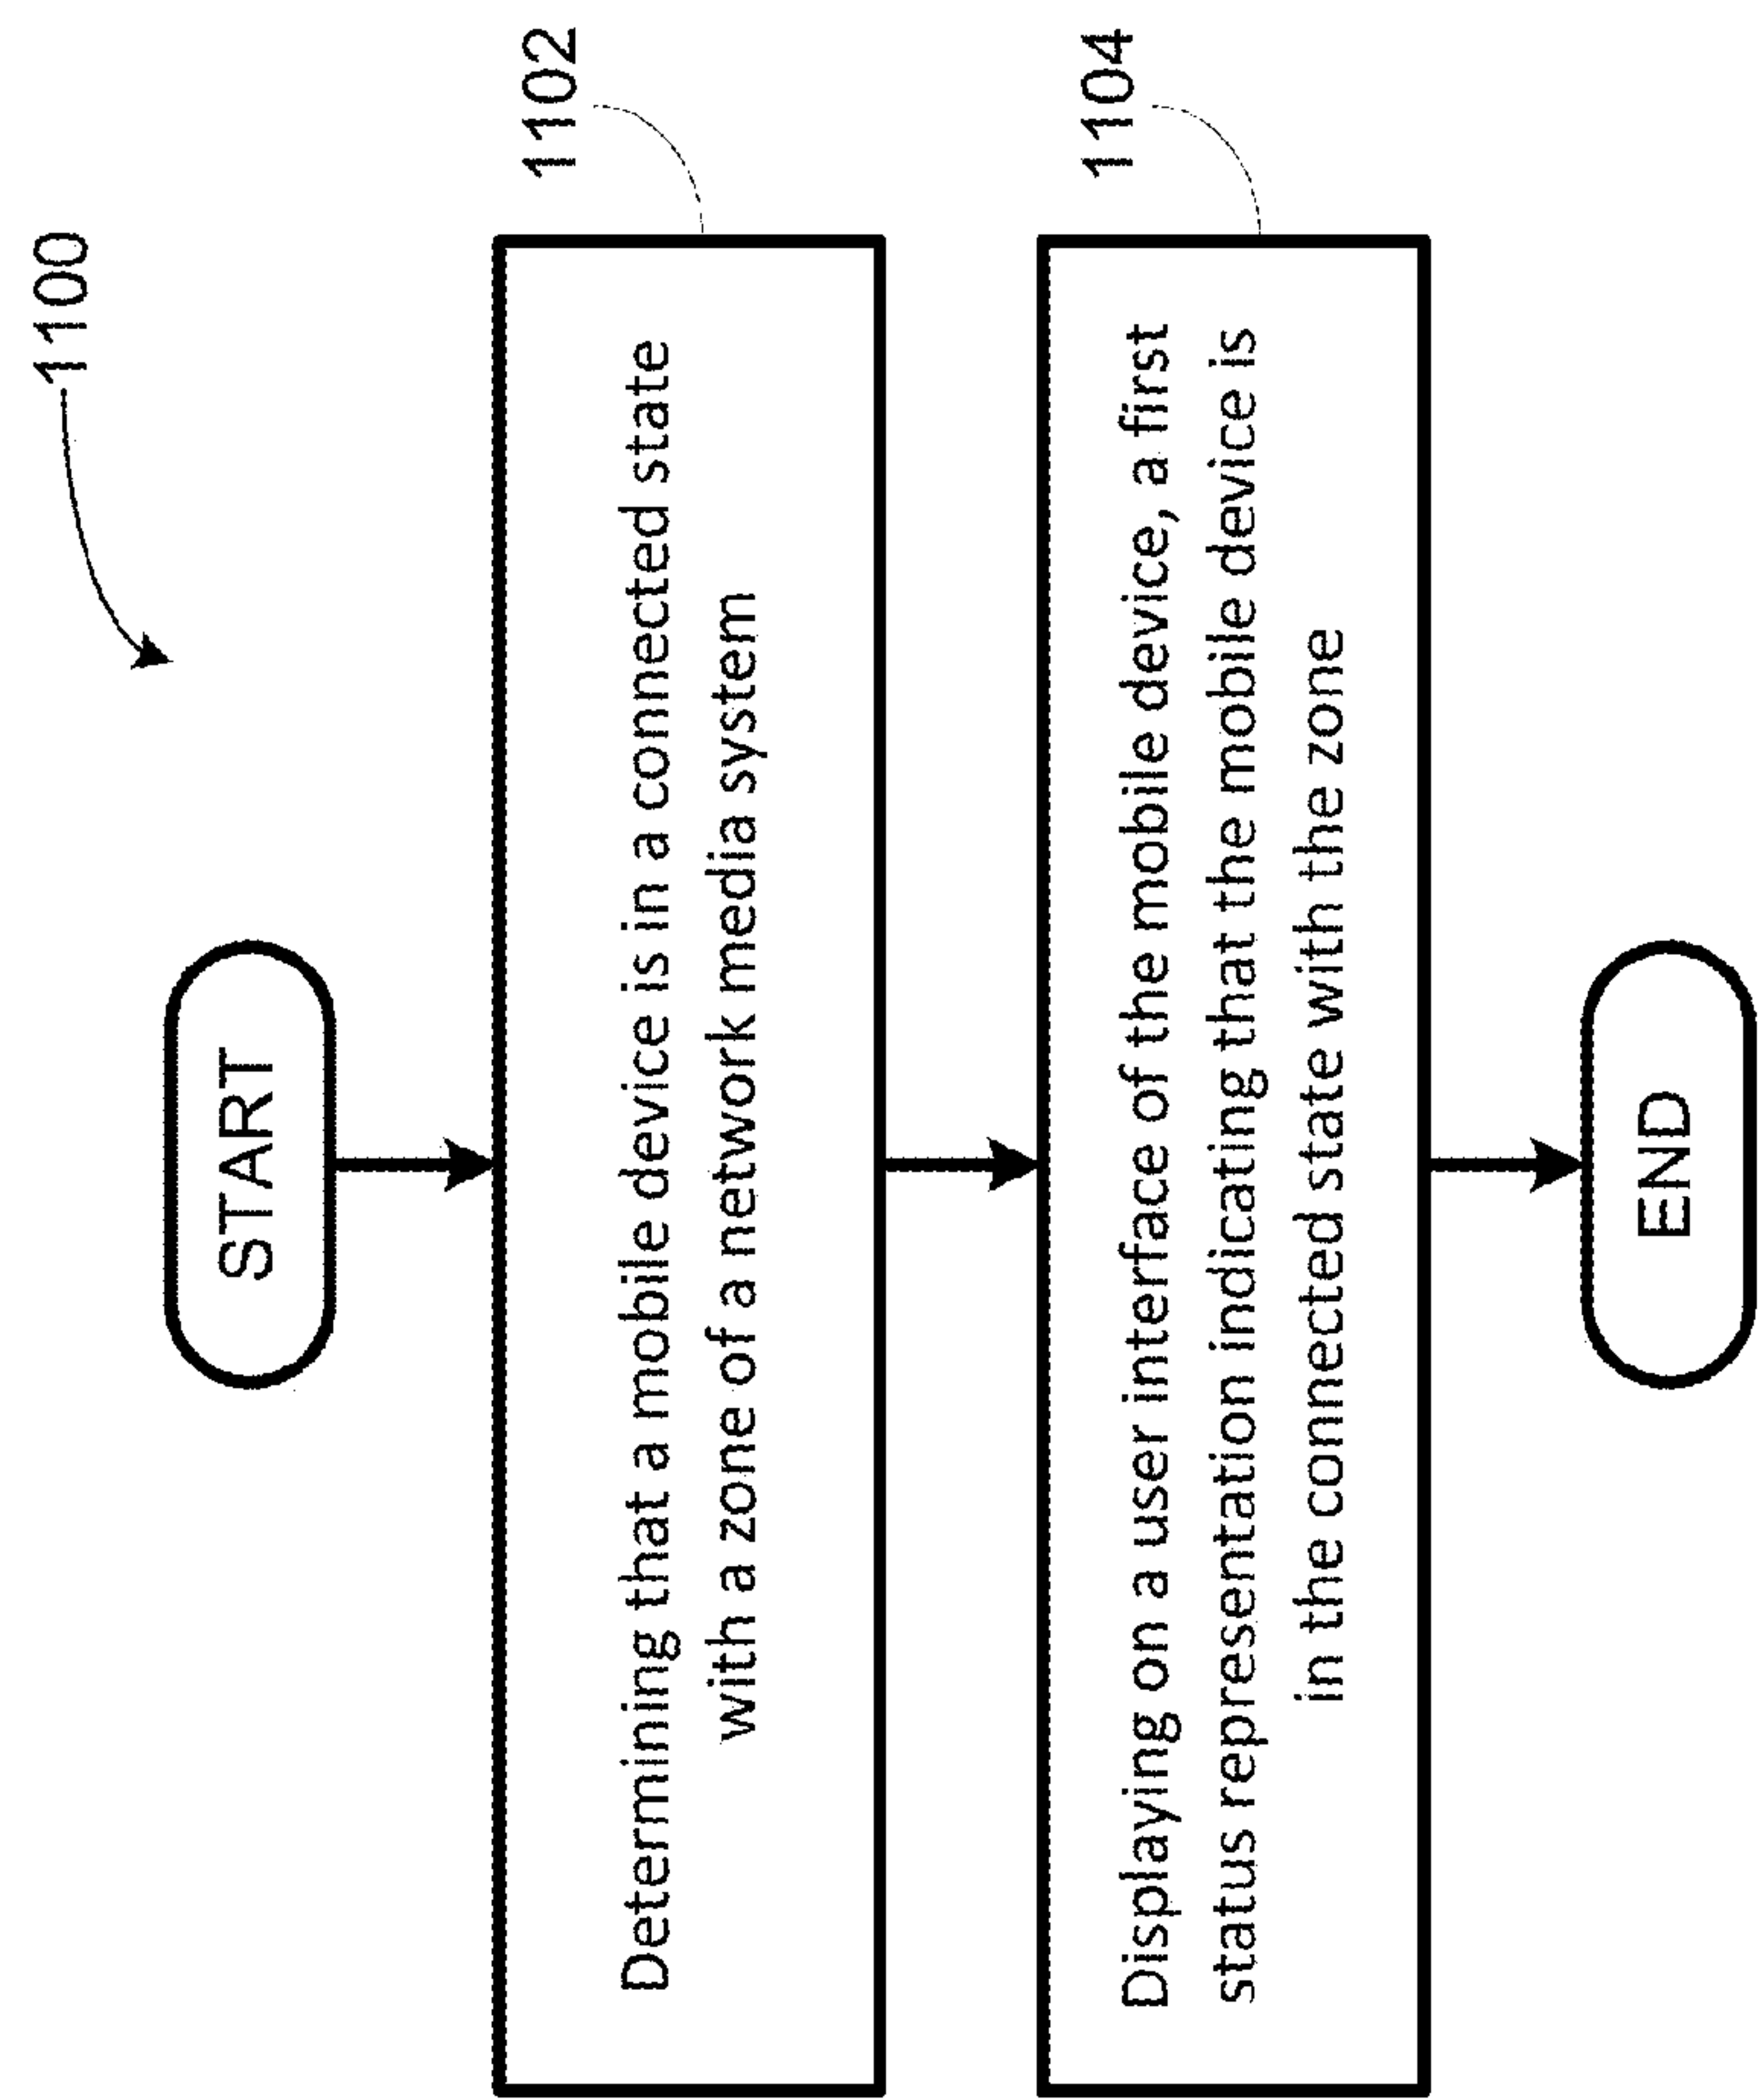 1100
START
1102
Determining that a mobile device is in a connected state
with a zone of a network media system
1104
Displaying on a user interface of the mobile device, a first
status representation indicating that the mobile device is
in the connected state with the zone
END